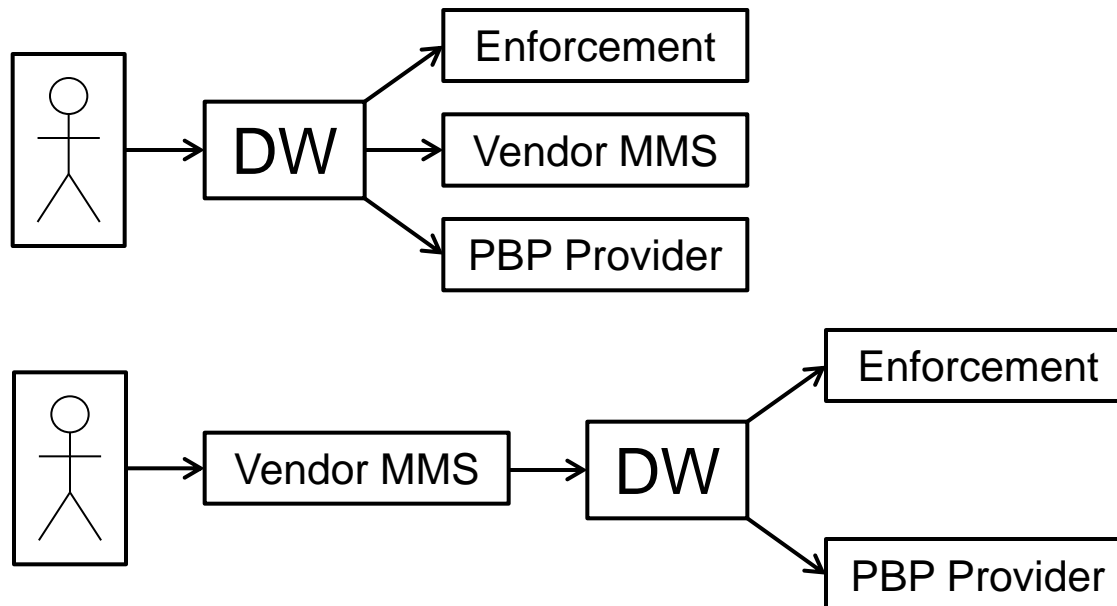 Enforcement
DW
Vendor MMS
PBP Provider
Enforcement
Vendor MMS
DW
PBP Provider